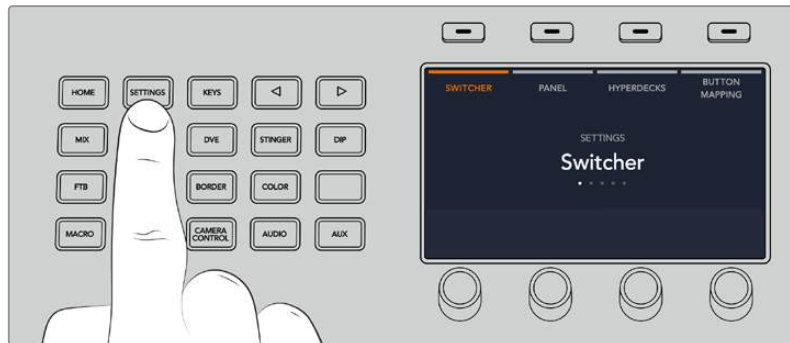 HOME SETTINGS KEYS
MIX DVE STINGER DIP
FTB BORDER COLOR
MACRO CAMERA CONTROL AUDIO AUX
SWITCHER PANEL HYPERDECKS BUTTON MAPPING
SETTINGS
Switcher